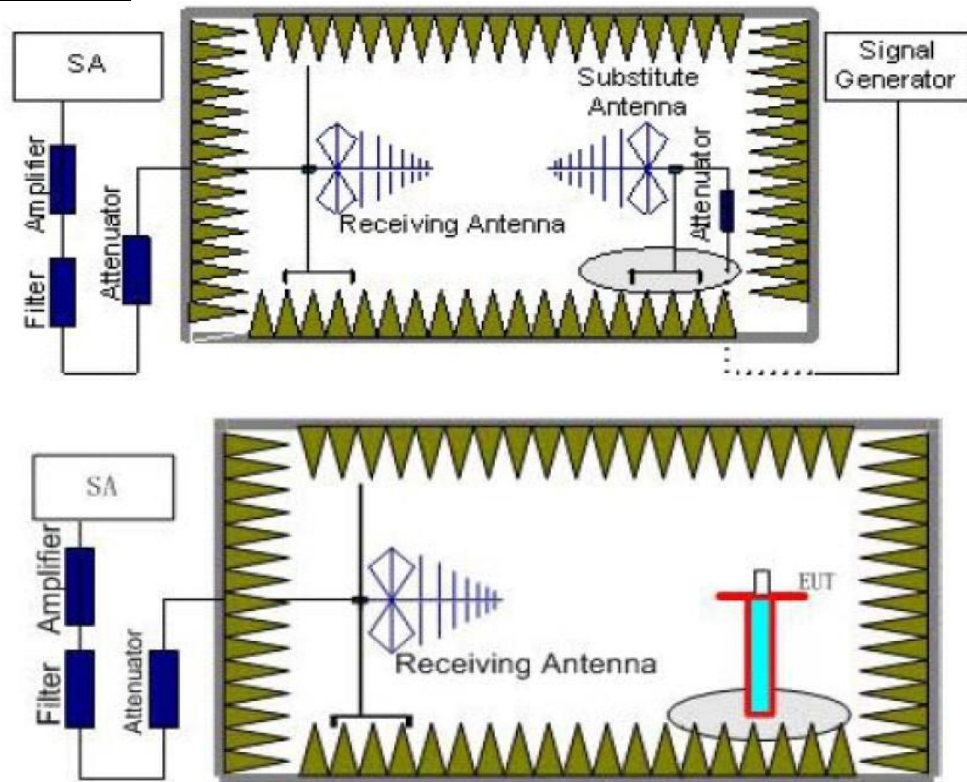 SA
Signal
Generator
Substitute
Antenna
Amplifier
Attenuator
Attenuator
Receiving Antenna
Filter
SA
Amplifier
EUT
Receiving Antenna
Filter
Attenuator